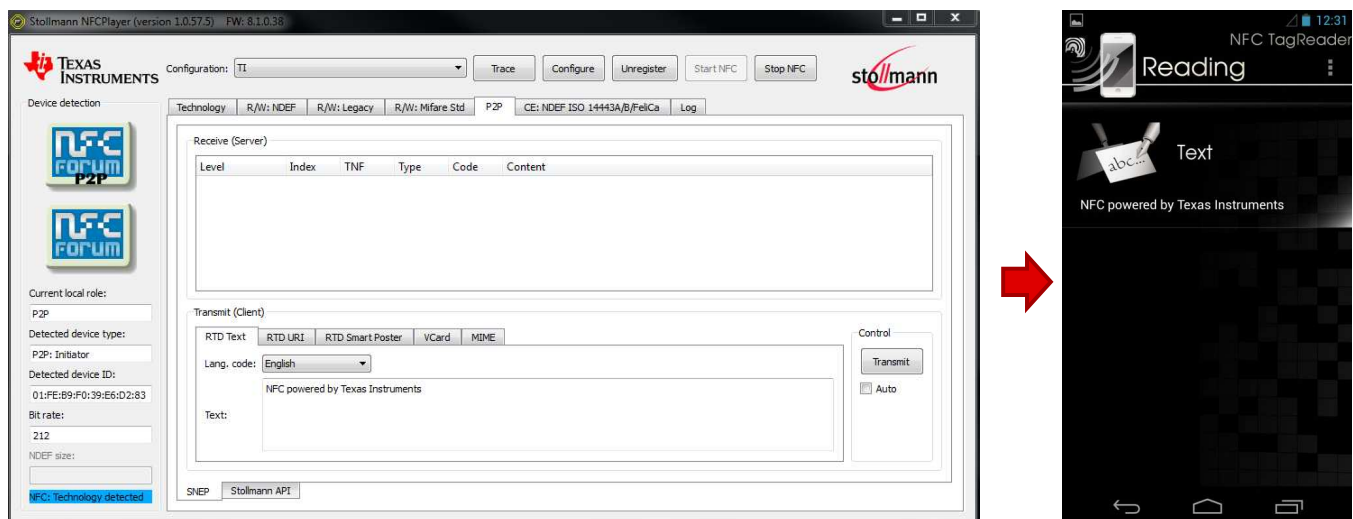 Stollmann NFCPlayer (version 1.0.57.5) FW: 8.1.0.38
TEXAS INSTRUMENTS
Configuration: TI
Trace
Configure
Unregister
Start NFC
Stop NFC
stollmann
Device detection
NFC FORUM P2P
NFC FORUM
Current local role:
P2P
Detected device type:
P2P: Initiator
Detected device ID:
01:FE:B9:F0:39:E6:D2:83
Bit rate:
212
NDEF size:
NFC: Technology detected
Technology R/W: NDEF R/W: Legacy R/W: Mifare Std P2P CE: NDEF ISO 14443A/B/FeliCa Log
Receive (Server)
Level Index TNF Type Code Content
Transmit (Client)
RTD Text RTD URI RTD Smart Poster VCard MIME
Lang. code: English
NFC powered by Texas Instruments
Text:
Control
Transmit
Auto
SNEP Stollmann API
12:31
NFC TagReader
Reading
abc...
Text
NFC powered by Texas Instruments